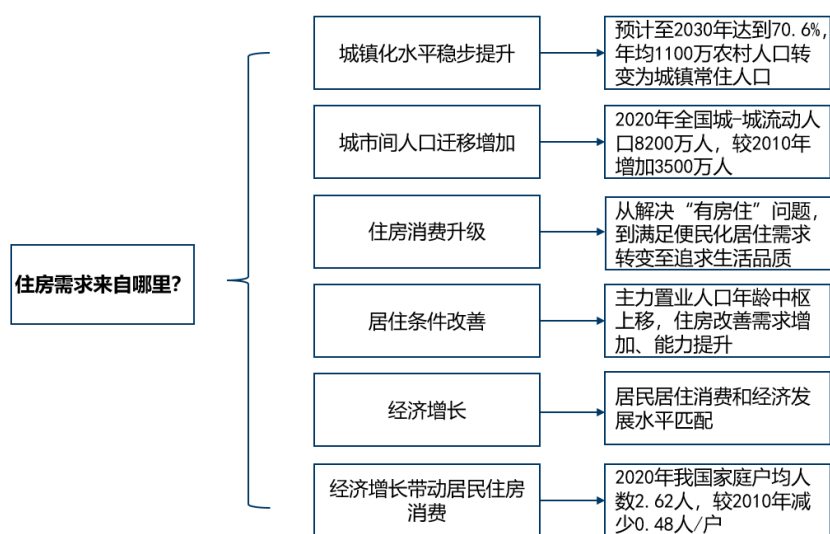 住房需求来自哪里？
城镇化水平稳步提升
预计至2030年达到70.6%，
年均1100万农村人口转
变为城镇常住人口
城市间人口迁移增加
2020年全国城-城流动人
口8200万人，较2010年
增加3500万人
住房消费升级
从解决“有房住”问题，
到满足便民化居住需求
转变至追求生活品质
居住条件改善
主力置业人口年龄中枢
上移，住房改善需求增
加、能力提升
经济增长
居民居住消费和经济发
展水平匹配
经济增长带动居民住房
消费
2020年我国家庭户均人
数2.62人，较2010年减
少0.48人/户